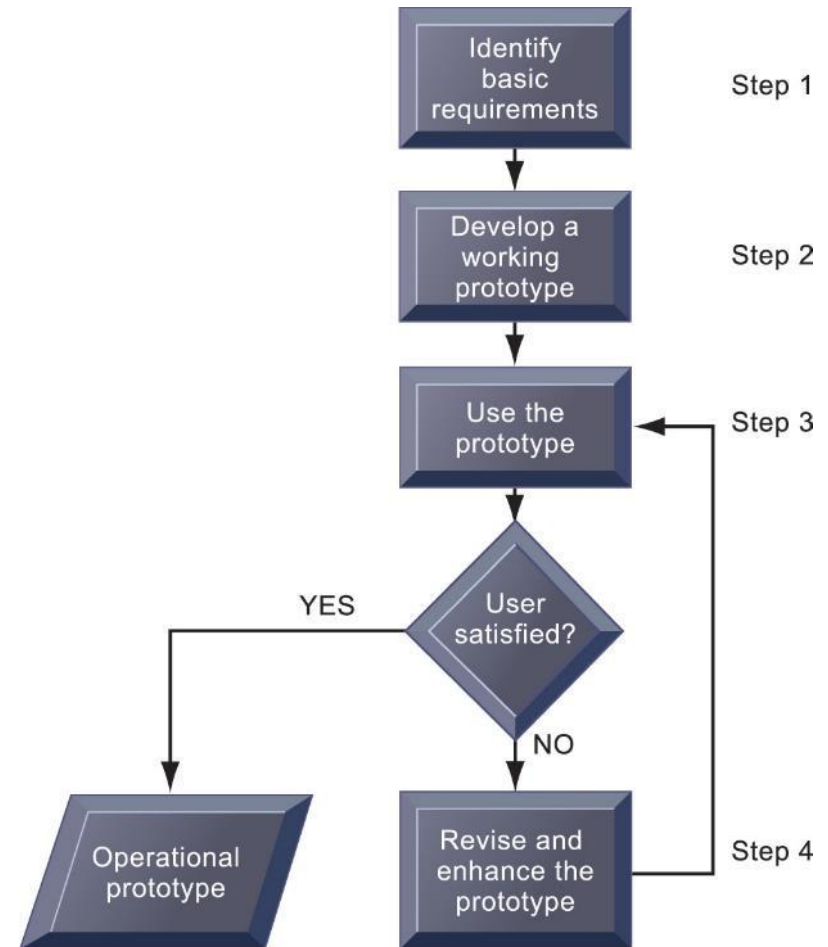 Identify
basic
requirements
Step 1
Develop a
working
prototype
Step 2
Use the
prototype
Step 3
User
satisfied?
YES
NO
Operational
prototype
Revise and
enhance the
prototype
Step 4